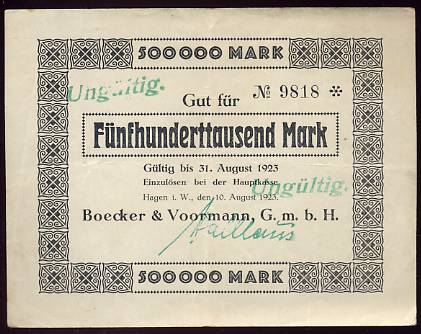 500000 MARK
Ungültig.
Gut für № 9818 *
Fünfhunderttausend Mark
Gültig bis 31. August 1923
Einzulösen bei der Hauptkasse.
Ungültig.
Hagen i. W., den 10. August 1923.
Boecker & Voormann, G. m. b. H.
500000 MARK